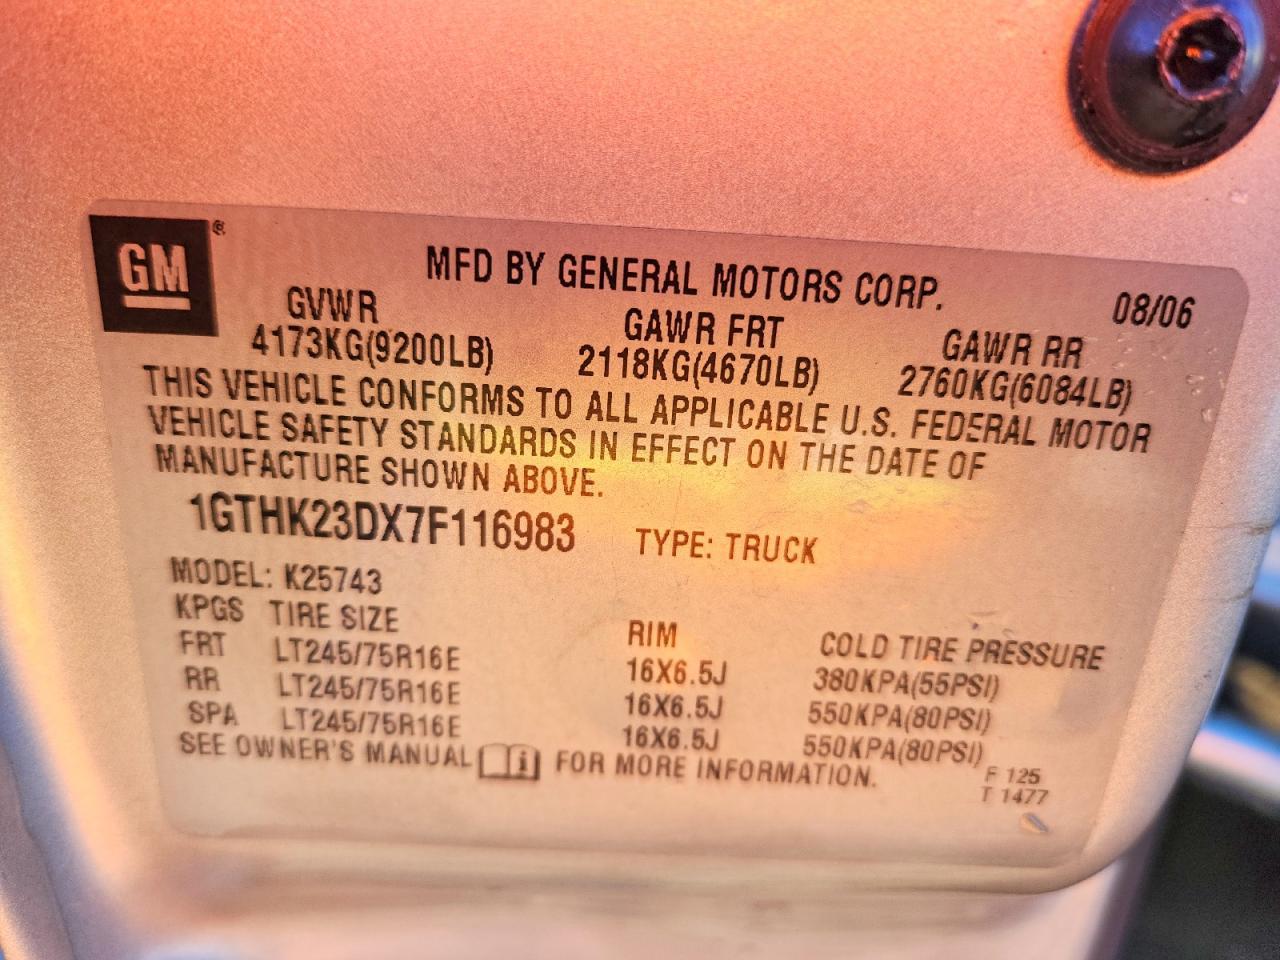 GM ®
MFD BY GENERAL MOTORS CORP.
08/06
GVWR GAWR FRT GAWR RR
4173KG(9200LB) 2118KG(4670LB) 2760KG(6084LB)
THIS VEHICLE CONFORMS TO ALL APPLICABLE U.S. FEDERAL MOTOR
VEHICLE SAFETY STANDARDS IN EFFECT ON THE DATE OF
MANUFACTURE SHOWN ABOVE.
1GTHK23DX7F116983 TYPE: TRUCK
MODEL: K25743
KPGS TIRE SIZE RIM COLD TIRE PRESSURE
FRT LT245/75R16E 16X6.5J 380KPA(55PSI)
RR LT245/75R16E 16X6.5J 550KPA(80PSI)
SPA LT245/75R16E 16X6.5J 550KPA(80PSI)
SEE OWNER'S MANUAL i FOR MORE INFORMATION.
F 125
T 1477